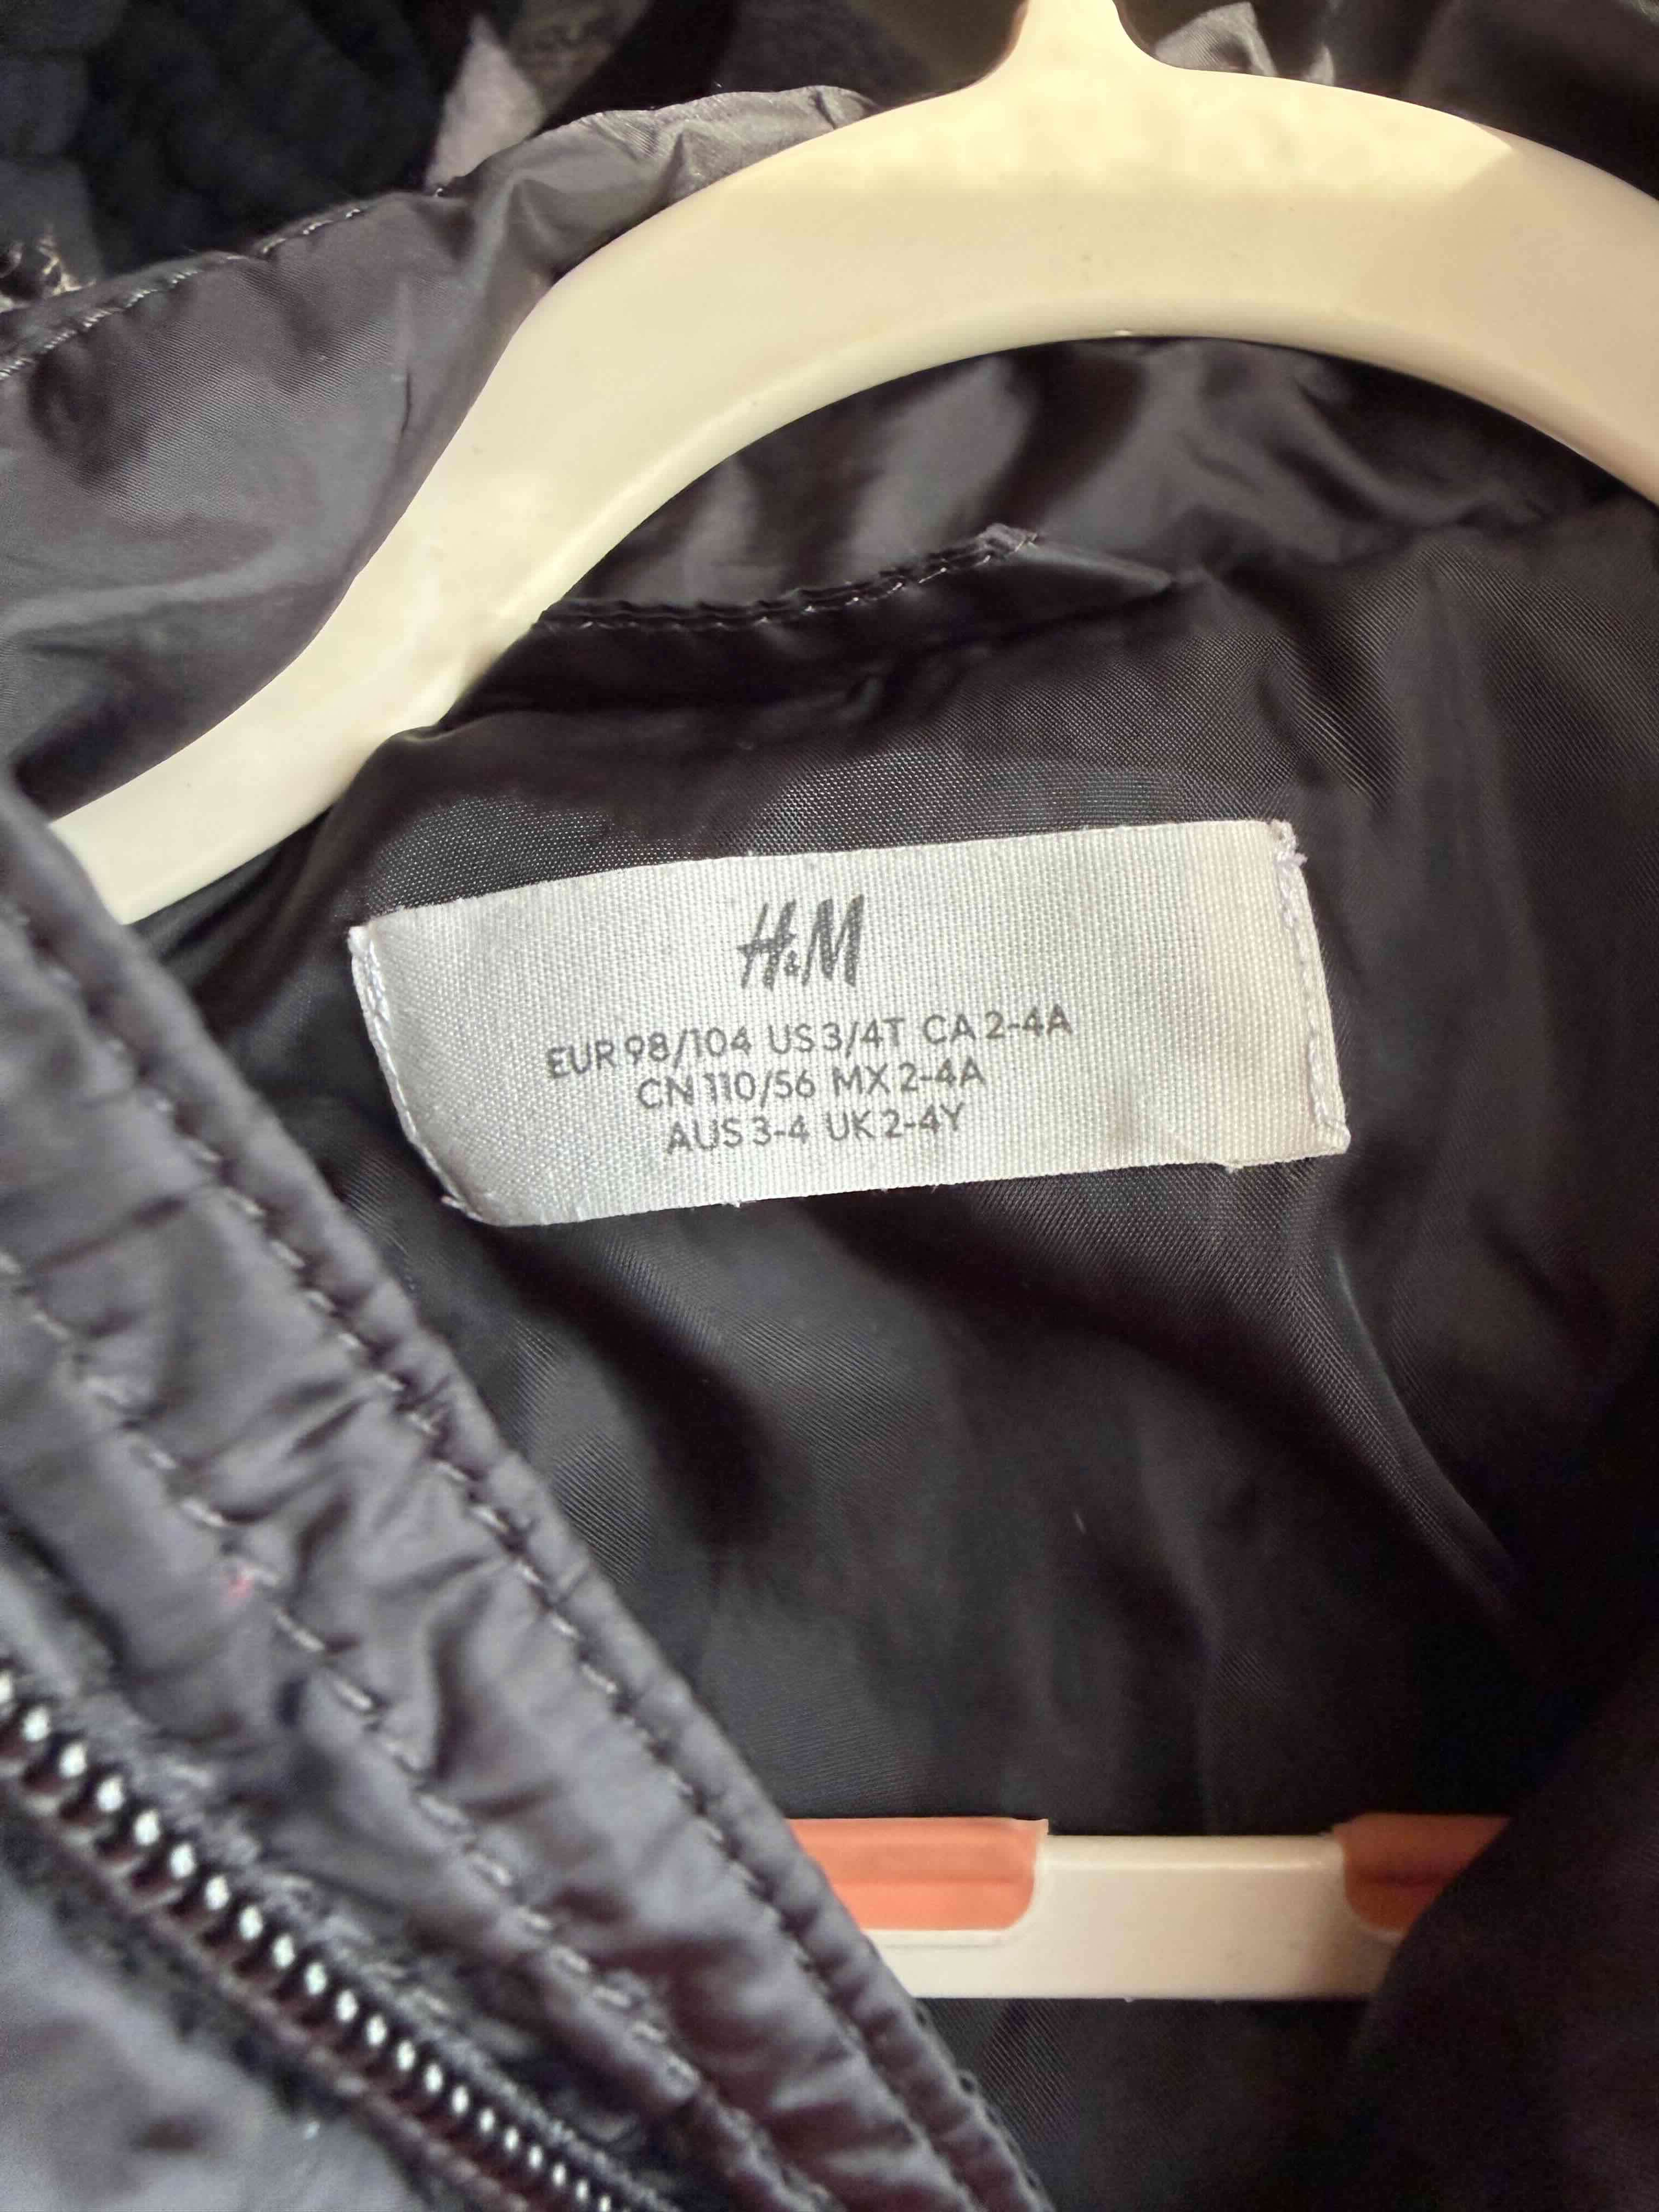 H&M
EUR 98/104 US 3/4T CA 2-4A
CN 110/56 MX 2-4A
AUS 3-4 UK 2-4Y